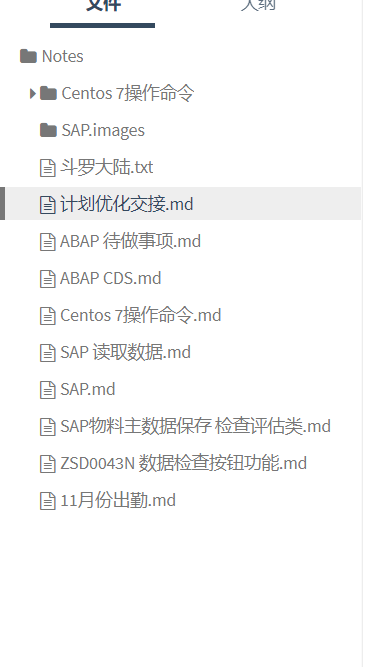 文件 大纲
Notes
Centos 7操作命令
SAP.images
斗罗大陆.txt
计划优化交接.md
ABAP 待做事项.md
ABAP CDS.md
Centos 7操作命令.md
SAP 读取数据.md
SAP.md
SAP物料主数据保存 检查评估类.md
ZSD0043N 数据检查按钮功能.md
11月份出勤.md